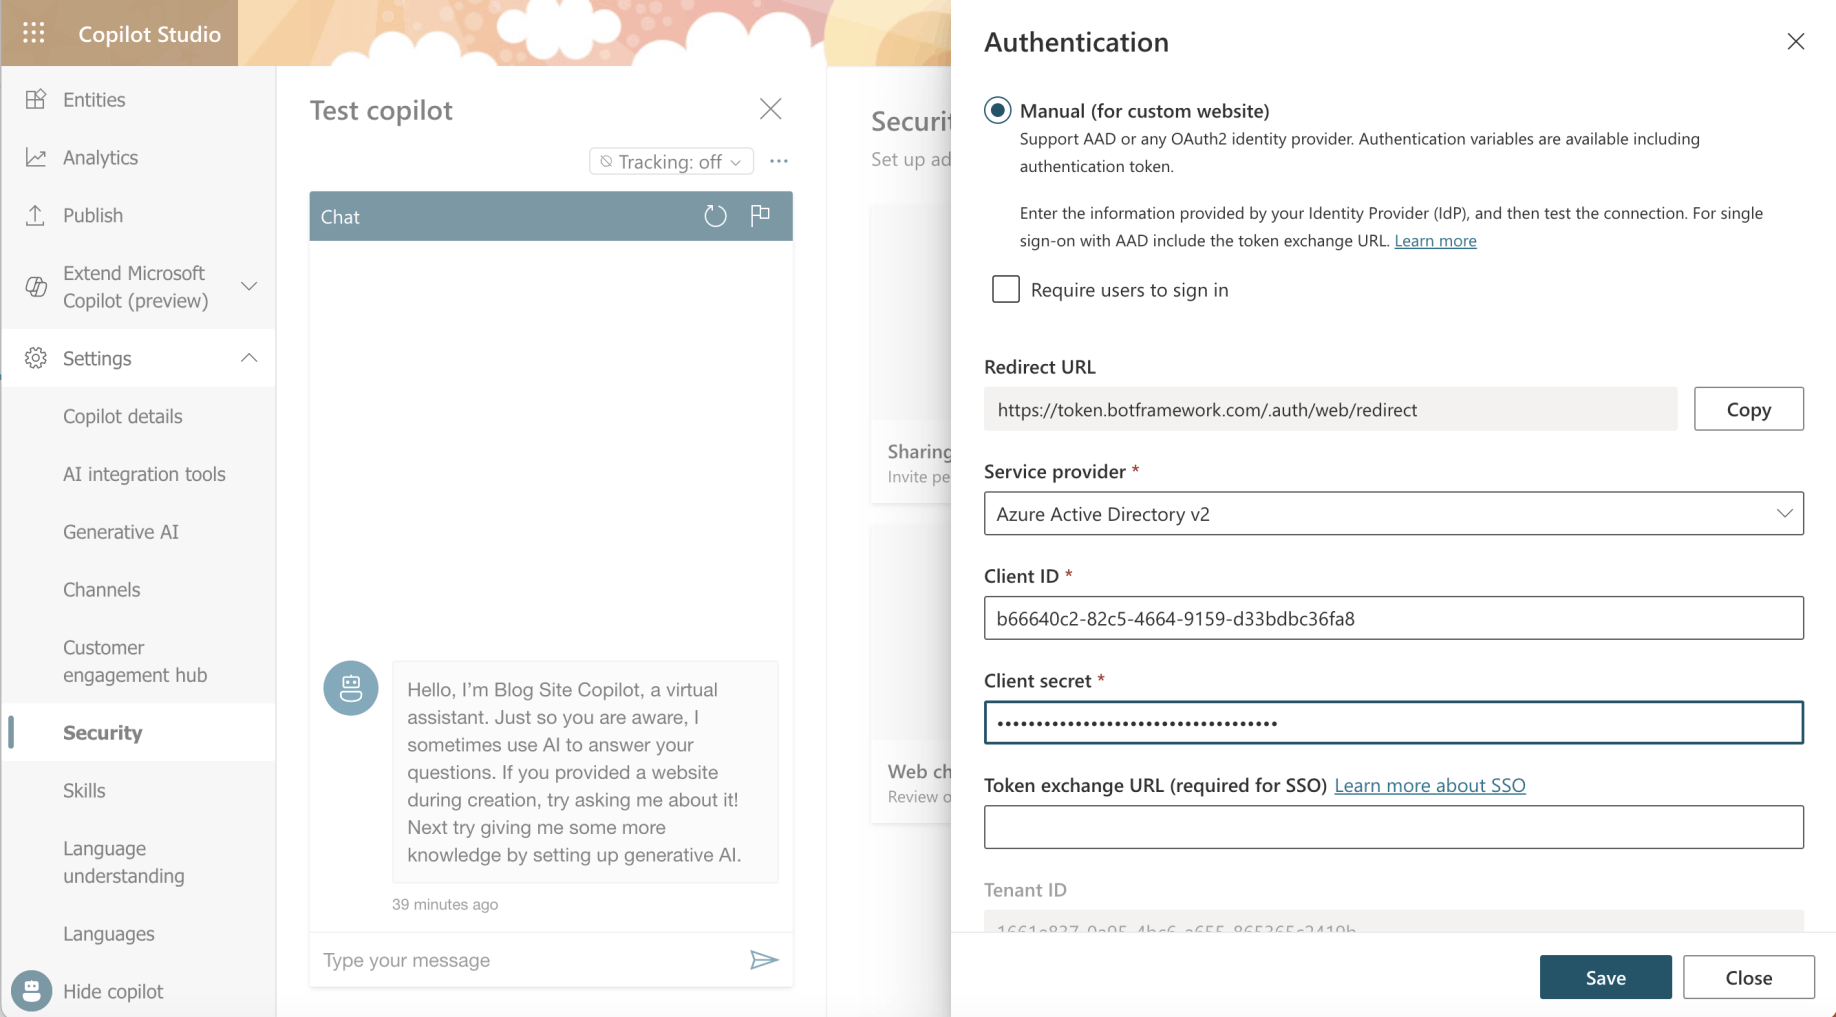 Copilot Studio
Entities
Analytics
Publish
Extend Microsoft
Copilot (preview)
Settings
Copilot details
AI integration tools
Generative AI
Channels
Customer
engagement hub
Security
Skills
Language
understanding
Languages
Hide copilot
Test copilot
Tracking: off
Chat
Hello, I'm Blog Site Copilot, a virtual
assistant. Just so you are aware, I
sometimes use AI to answer your
questions. If you provided a website
during creation, try asking me about it!
Next try giving me some more
knowledge by setting up generative AI.
39 minutes ago
Type your message
Securi
Set up ad
Sharing
Invite pe
Web ch
Review o
Authentication
Manual (for custom website)
Support AAD or any OAuth2 identity provider. Authentication variables are available including
authentication token.
Enter the information provided by your Identity Provider (IdP), and then test the connection. For single
sign-on with AAD include the token exchange URL. Learn more
Require users to sign in
Redirect URL
https://token.botframework.com/.auth/web/redirect
Copy
Service provider *
Azure Active Directory v2
Client ID *
b66640c2-82c5-4664-9159-d33bdbc36fa8
Client secret *
Token exchange URL (required for SSO) Learn more about SSO
Tenant ID
Save
Close